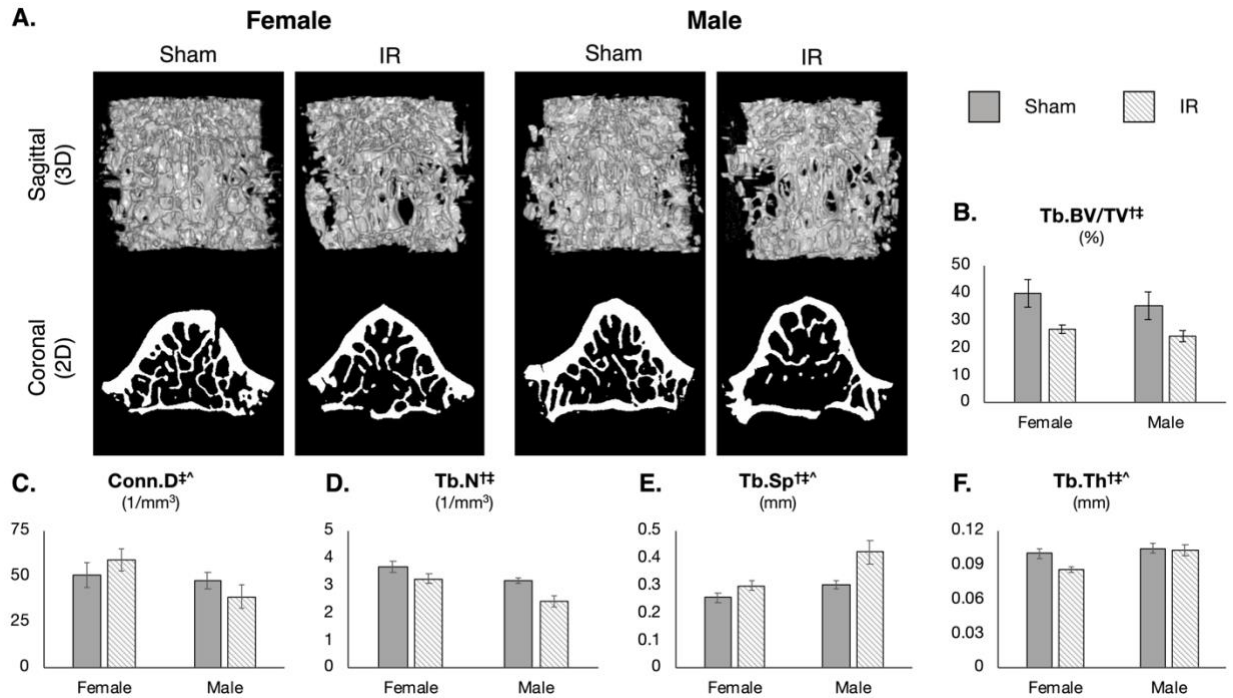 A.
Female
Male
Sham
IR
Sham
IR
Sagittal
(3D)
Coronal
(2D)
Sham
IR
B.
Tb.BV/TV†‡
(%)
50
40
30
20
10
0
Female
Male
C.
Conn.D‡^
(1/mm³)
75
50
25
0
Female
Male
D.
Tb.N†‡
(1/mm³)
5
4
3
2
1
0
Female
Male
E.
Tb.Sp†‡^
(mm)
0.5
0.4
0.3
0.2
0.1
0
Female
Male
F.
Tb.Th†‡^
(mm)
0.12
0.09
0.06
0.03
0
Female
Male